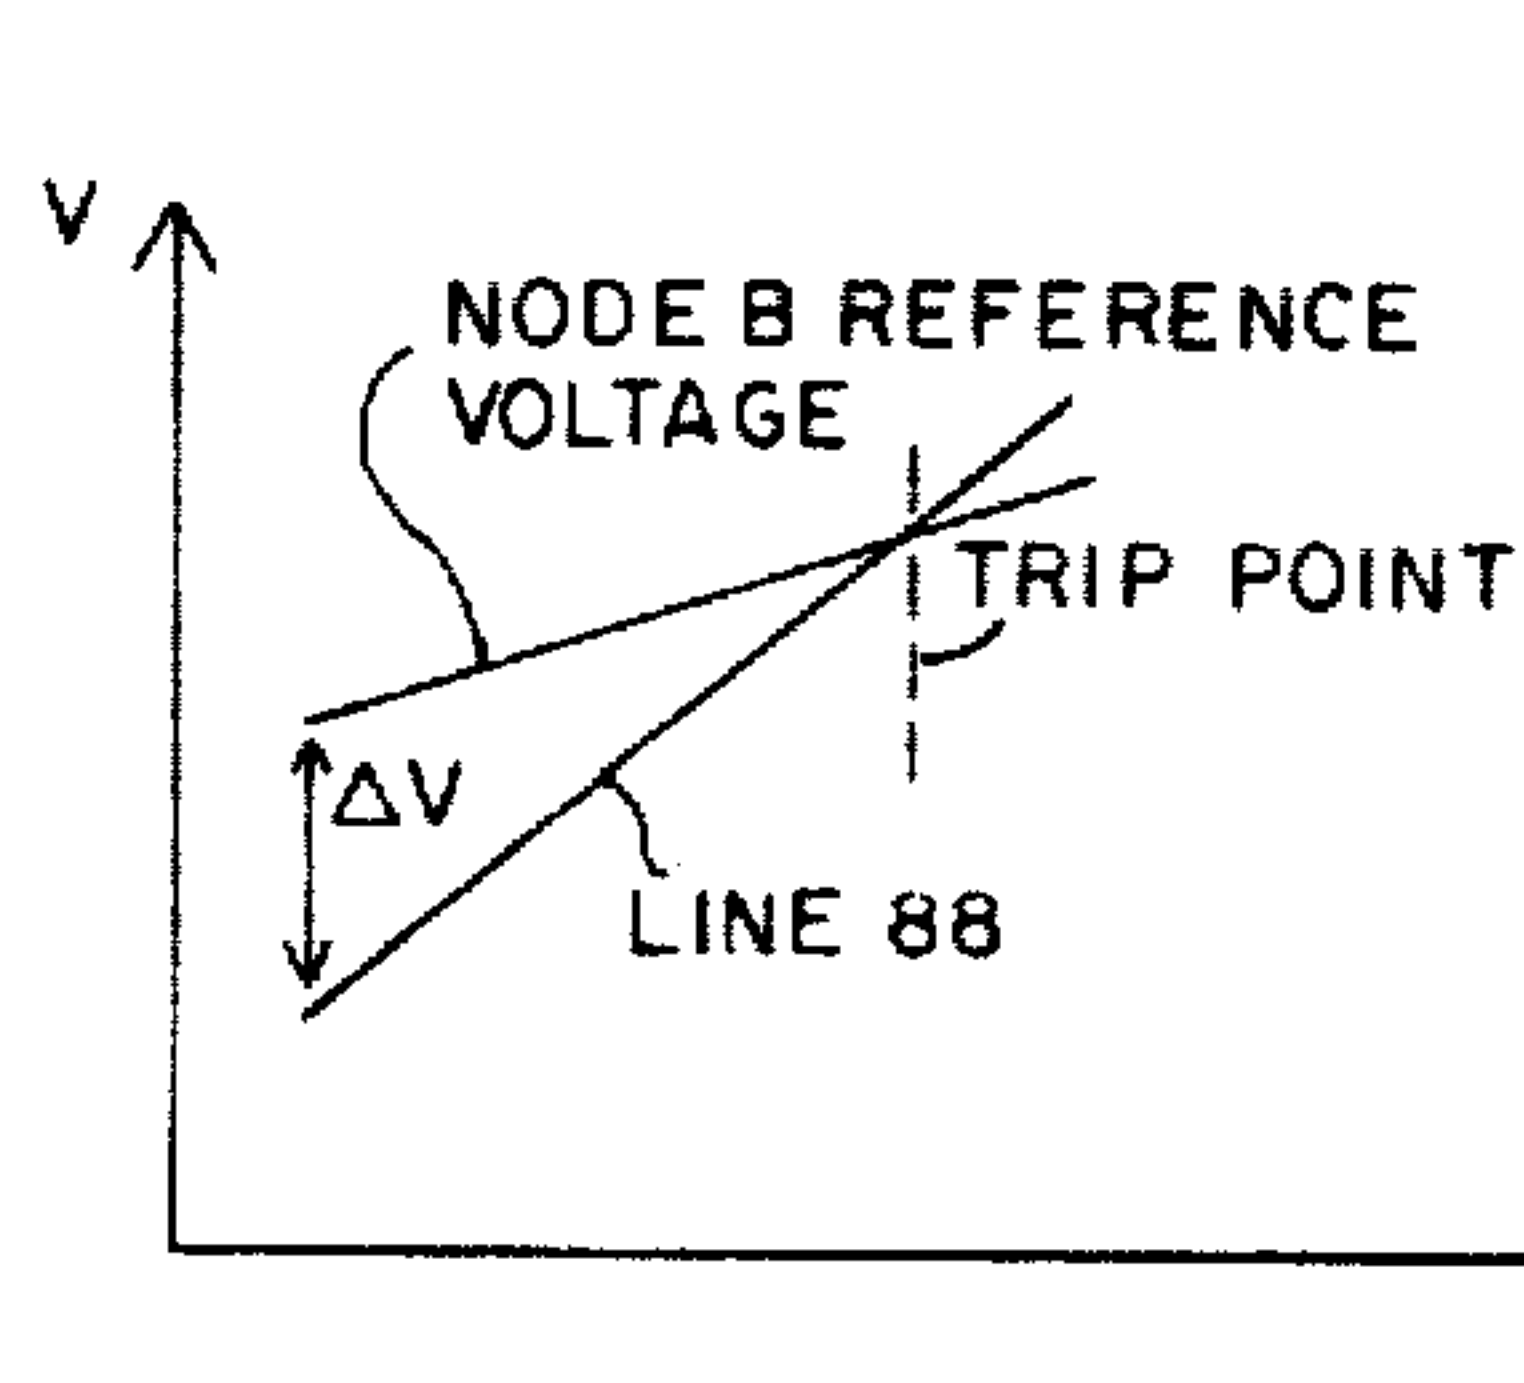 V
NODE B REFERENCE
VOLTAGE
TRIP POINT
ΔV
LINE 88